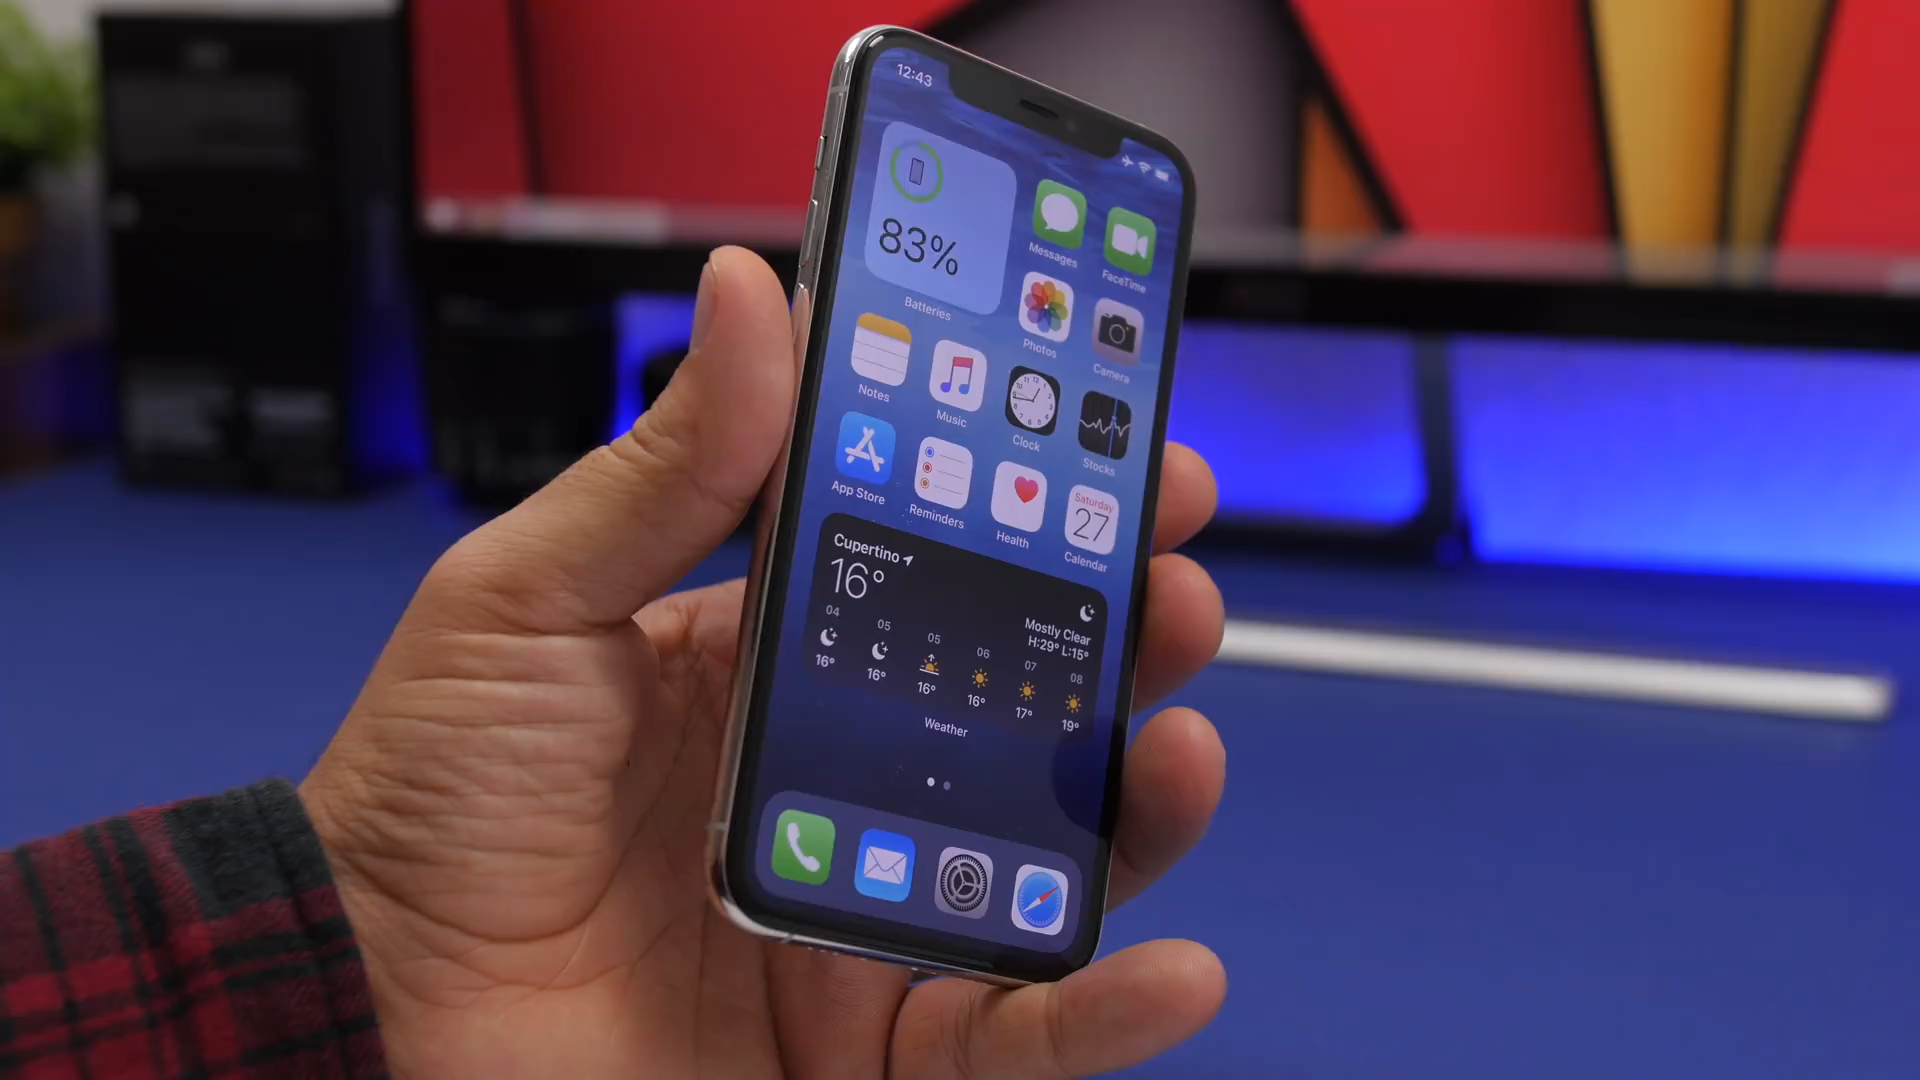 12:43
83%
Batteries
Messages
FaceTime
Photos
Camera
Notes
Music
Clock
Stocks
App Store
Reminders
Health
Saturday
27
Calendar
Cupertino
16°
Mostly Clear
H:29° L:15°
04 05 05 06 07 08
16° 16° 16° 16° 17° 19°
Weather